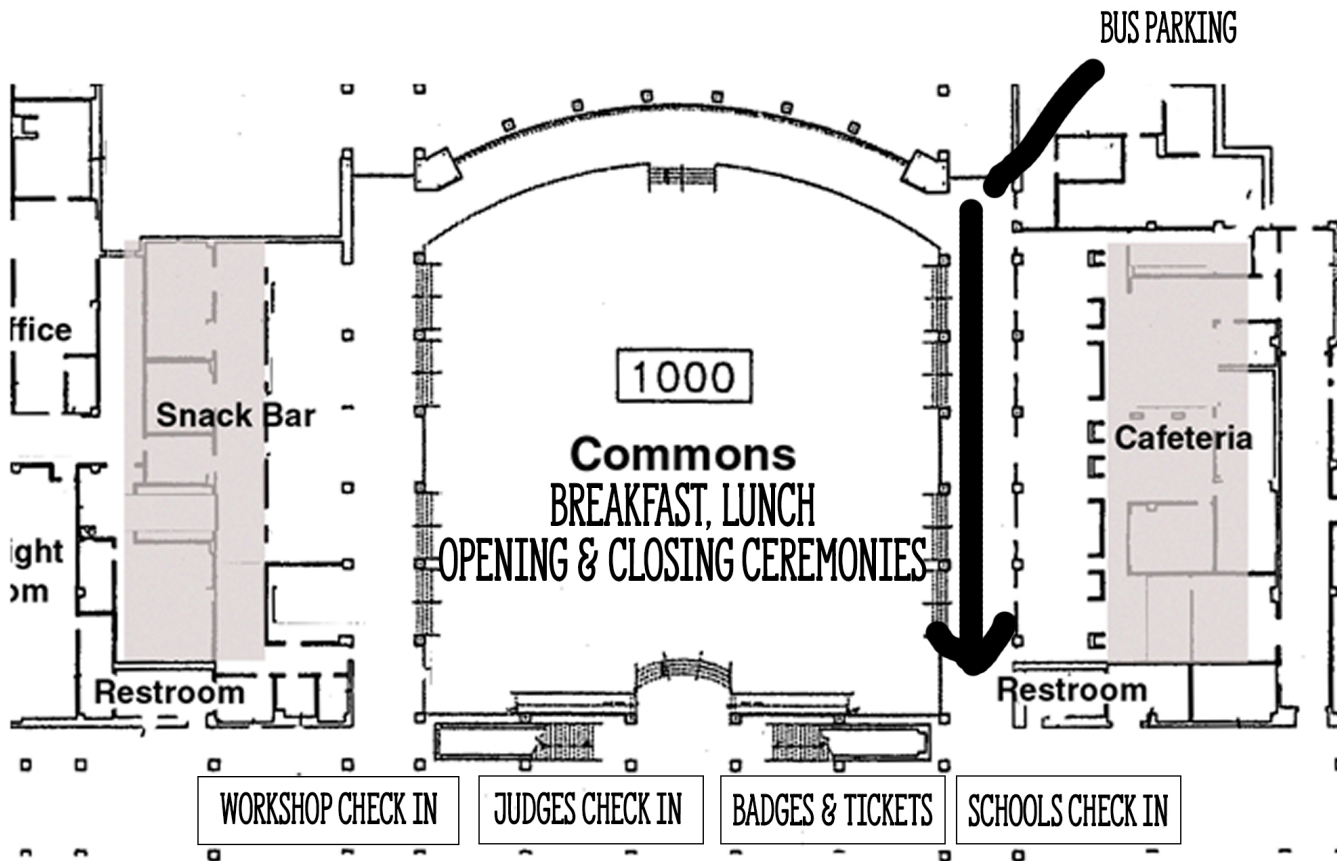 BUS PARKING
ffice
Snack Bar
1000
Commons
BREAKFAST, LUNCH
OPENING & CLOSING CEREMONIES
Cafeteria
ight
om
Restroom
Restroom
WORKSHOP CHECK IN
JUDGES CHECK IN
BADGES & TICKETS
SCHOOLS CHECK IN